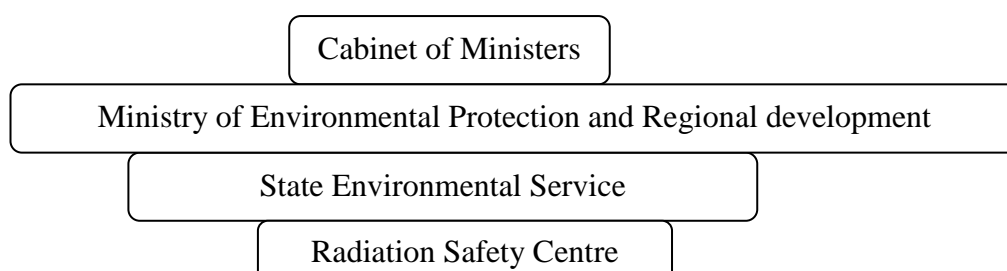 Cabinet of Ministers
Ministry of Environmental Protection and Regional development
State Environmental Service
Radiation Safety Centre